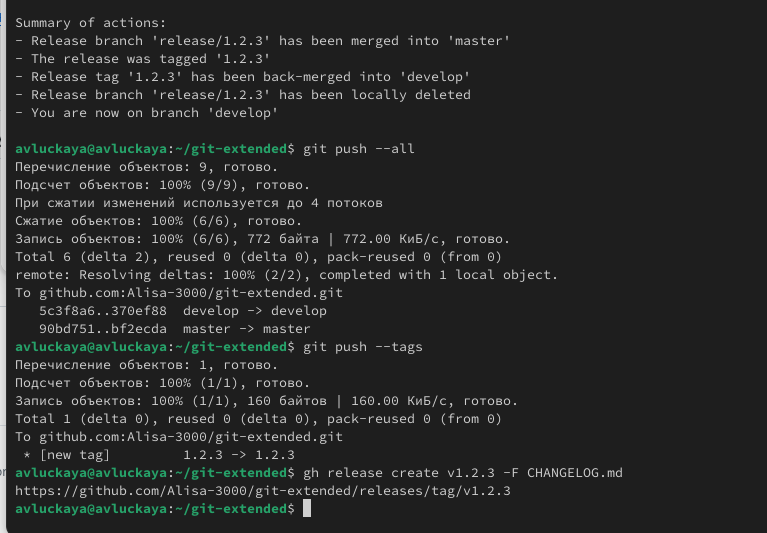 Summary of actions:
- Release branch 'release/1.2.3' has been merged into 'master'
- The release was tagged '1.2.3'
- Release tag '1.2.3' has been back-merged into 'develop'
- Release branch 'release/1.2.3' has been locally deleted
- You are now on branch 'develop'
avluckaya@avluckaya:~/git-extended$ git push --all
Перечисление объектов: 9, готово.
Подсчет объектов: 100% (9/9), готово.
При сжатии изменений используется до 4 потоков
Сжатие объектов: 100% (6/6), готово.
Запись объектов: 100% (6/6), 772 байта | 772.00 КиБ/с, готово.
Total 6 (delta 2), reused 0 (delta 0), pack-reused 0 (from 0)
remote: Resolving deltas: 100% (2/2), completed with 1 local object.
To github.com:Alisa-3000/git-extended.git
   5c3f8a6..370ef88  develop -> develop
   90bd751..bf2ecda  master -> master
avluckaya@avluckaya:~/git-extended$ git push --tags
Перечисление объектов: 1, готово.
Подсчет объектов: 100% (1/1), готово.
Запись объектов: 100% (1/1), 160 байтов | 160.00 КиБ/с, готово.
Total 1 (delta 0), reused 0 (delta 0), pack-reused 0 (from 0)
To github.com:Alisa-3000/git-extended.git
 * [new tag]         1.2.3 -> 1.2.3
avluckaya@avluckaya:~/git-extended$ gh release create v1.2.3 -F CHANGELOG.md
https://github.com/Alisa-3000/git-extended/releases/tag/v1.2.3
avluckaya@avluckaya:~/git-extended$